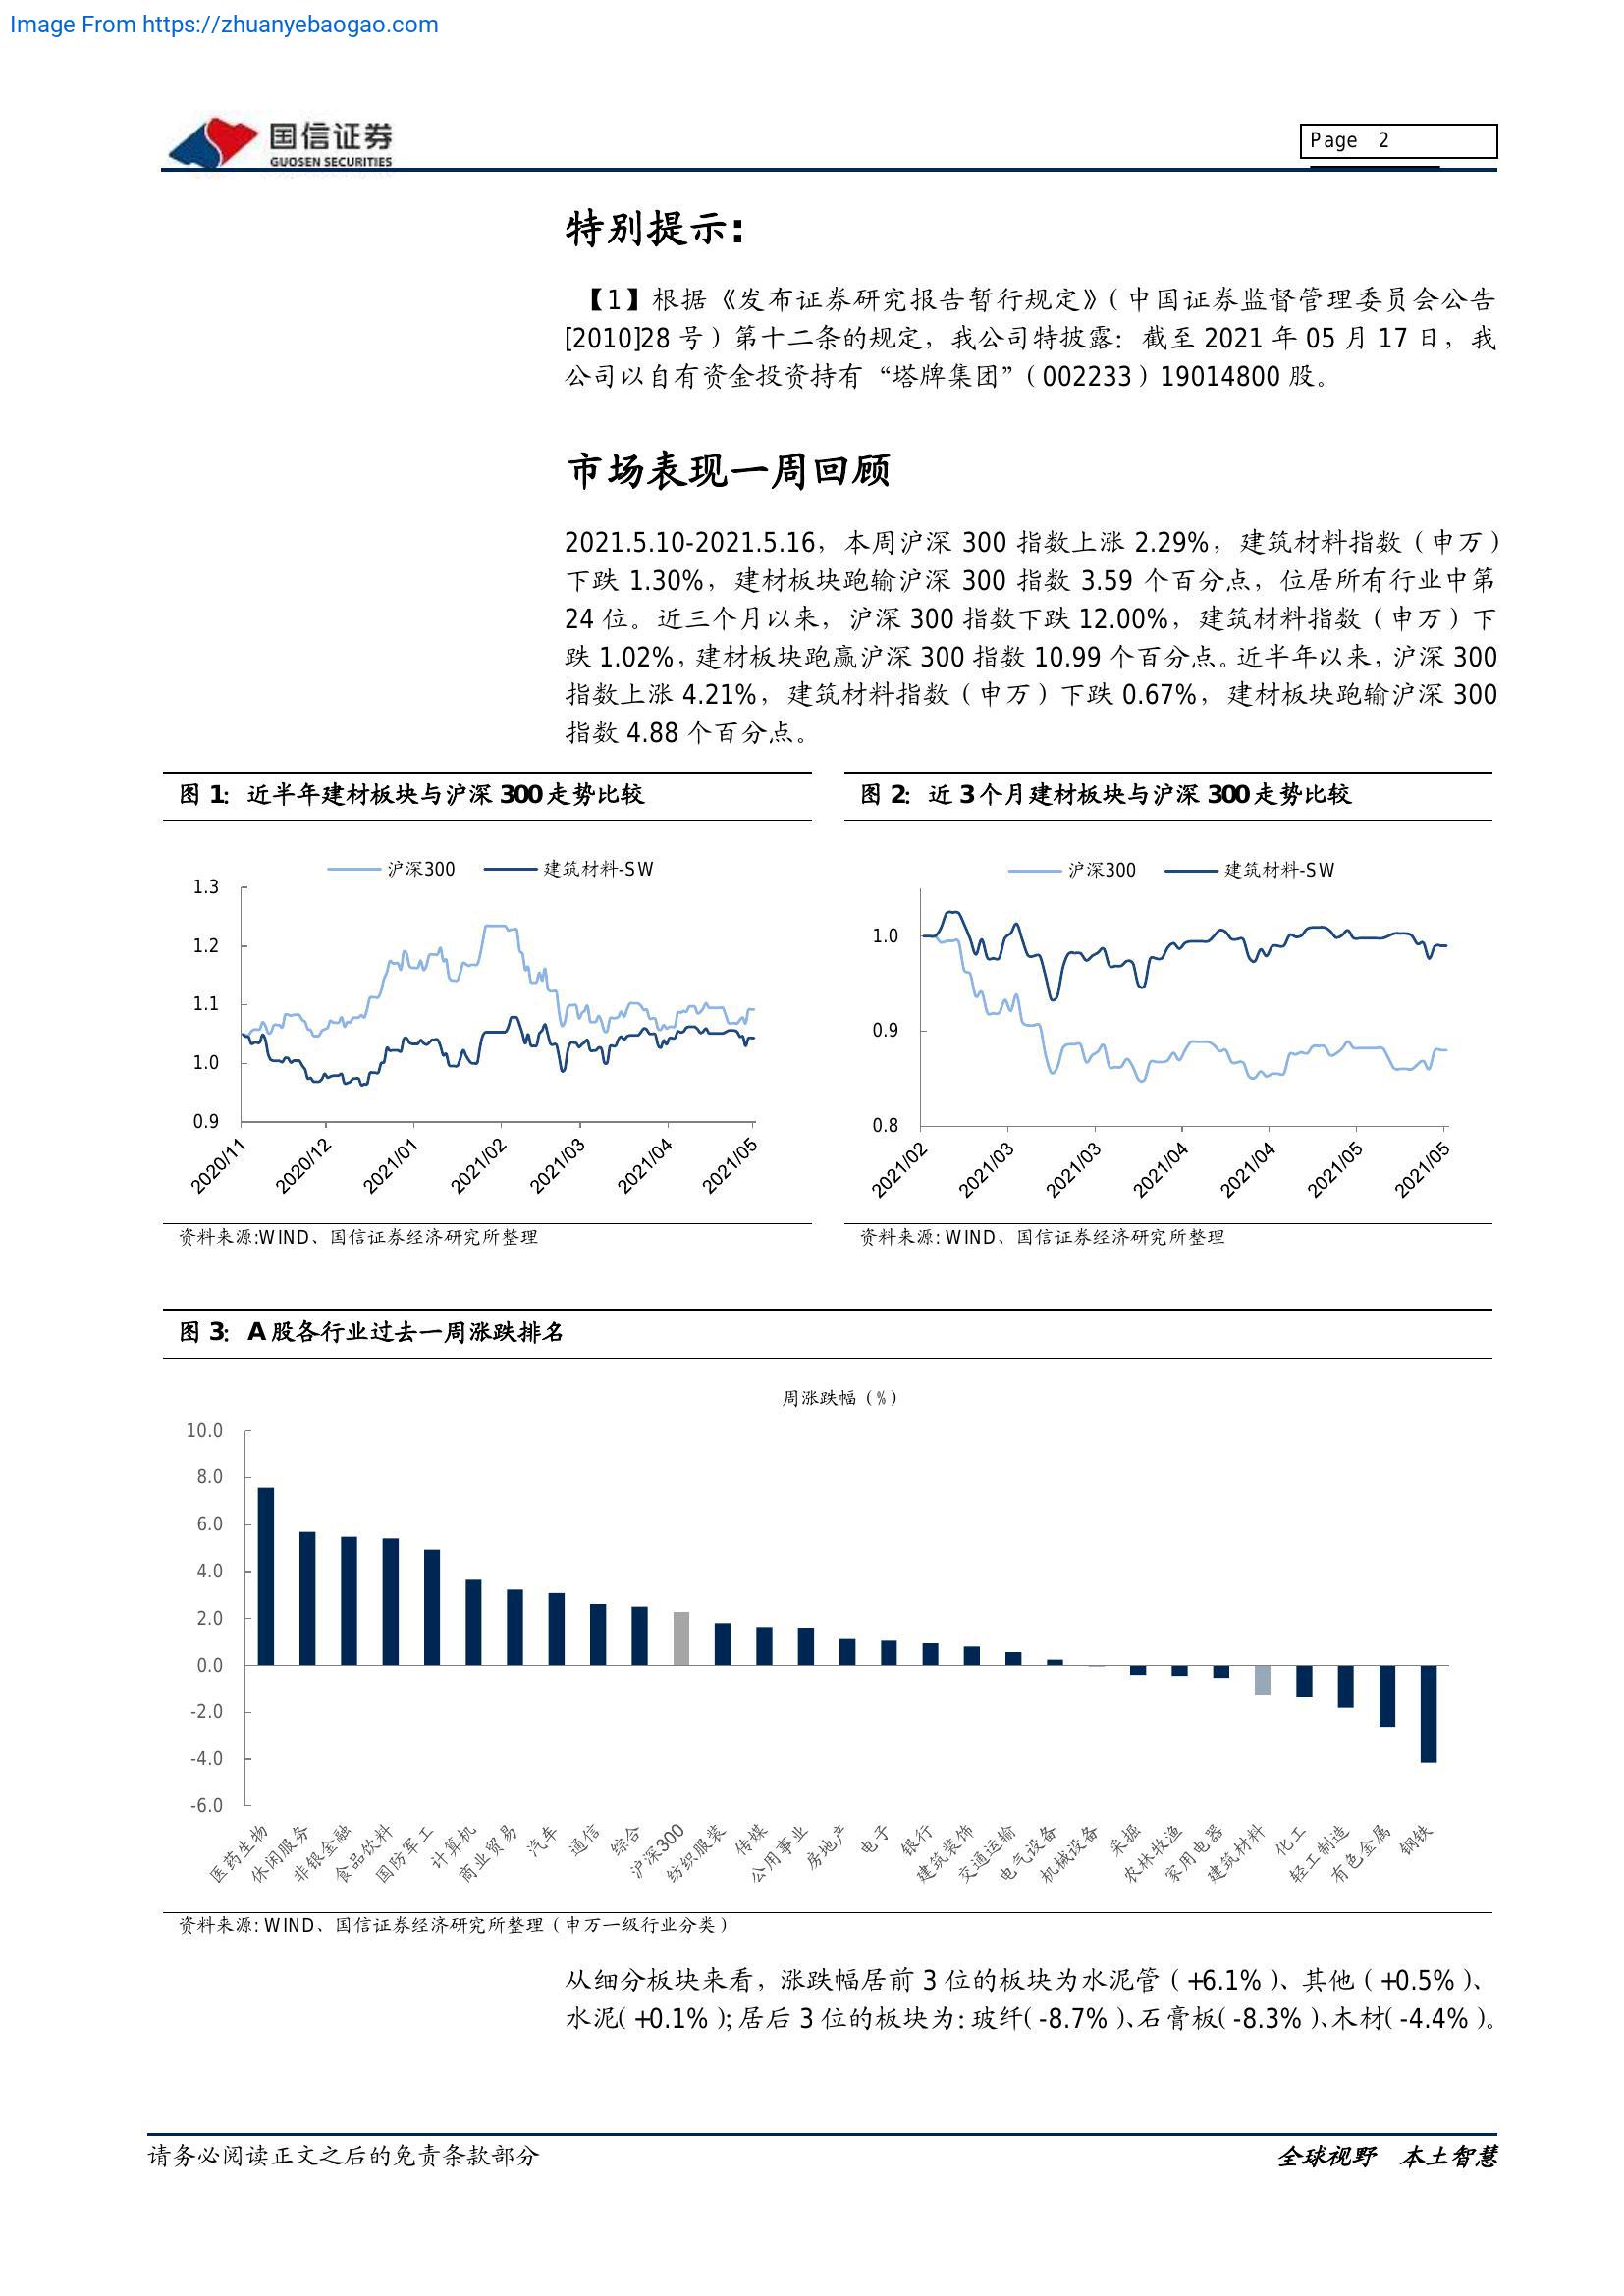 Image From https://zhuanyebaogao.com
国信证券
GUOSEN SECURITIES
Page 2
特别提示:
【1】根据《发布证券研究报告暂行规定》（中国证券监督管理委员会公告
[2010]28 号）第十二条的规定，我公司特披露：截至 2021 年 05 月 17 日，我
公司以自有资金投资持有 “塔牌集团”（002233）19014800 股。
市场表现一周回顾
2021.5.10-2021.5.16，本周沪深 300 指数上涨 2.29%，建筑材料指数（申万）
下跌 1.30%，建材板块跑输沪深 300 指数 3.59 个百分点，位居所有行业中第
24 位。近三个月以来，沪深 300 指数下跌 12.00%，建筑材料指数（申万）下
跌 1.02%，建材板块跑赢沪深 300 指数 10.99 个百分点。近半年以来，沪深 300
指数上涨 4.21%，建筑材料指数（申万）下跌 0.67%，建材板块跑输沪深 300
指数 4.88 个百分点。
图 1：近半年建材板块与沪深 300 走势比较
沪深300 建筑材料-SW
1.3
1.2
1.1
1.0
0.9
2020/11 2020/12 2021/01 2021/02 2021/03 2021/04 2021/05
资料来源:WIND、国信证券经济研究所整理
图 2：近 3 个月建材板块与沪深 300 走势比较
沪深300 建筑材料-SW
1.0
0.9
0.8
2021/02 2021/03 2021/03 2021/04 2021/04 2021/05 2021/05
资料来源: WIND、国信证券经济研究所整理
图 3：A 股各行业过去一周涨跌排名
周涨跌幅（%）
10.0
8.0
6.0
4.0
2.0
0.0
-2.0
-4.0
-6.0
医药生物 休闲服务 非银金融 食品饮料 国防军工 计算机 商业贸易 汽车 通信 综合 沪深300 纺织服装 传媒 公用事业 房地产 电子 银行 建筑装饰 交通运输 电气设备 机械设备 采掘 农林牧渔 家用电器 建筑材料 化工 轻工制造 有色金属 钢铁
资料来源: WIND、国信证券经济研究所整理（申万一级行业分类）
从细分板块来看，涨跌幅居前 3 位的板块为水泥管（+6.1%）、其他（+0.5%）、
水泥（+0.1%）；居后 3 位的板块为：玻纤（-8.7%）、石膏板（-8.3%）、木材（-4.4%）。
请务必阅读正文之后的免责条款部分
全球视野 本土智慧